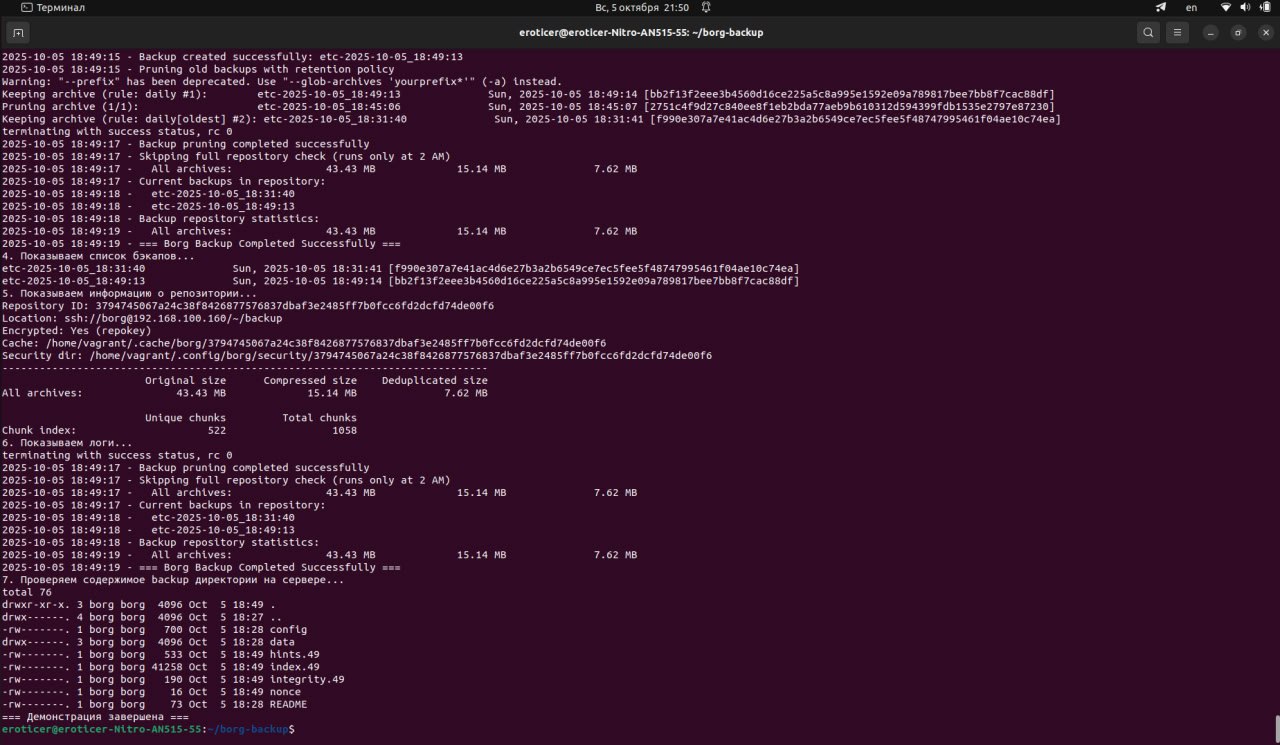 Терминал
Вс, 5 октября 21:50
en
eroticer@eroticer-Nitro-AN515-55: ~/borg-backup
2025-10-05 18:49:15 - Backup created successfully: etc-2025-10-05_18:49:13
2025-10-05 18:49:15 - Pruning old backups with retention policy
Warning: "--prefix" has been deprecated. Use "--glob-archives 'yourprefix*'" (-a) instead.
Keeping archive (rule: daily #1): etc-2025-10-05_18:49:13 Sun, 2025-10-05 18:49:14 [bb2f13f2eee3b4560d16ce225a5c8a995e1592e09a789817bee7bb8f7cac88df]
Pruning archive (1/1): etc-2025-10-05_18:45:06 Sun, 2025-10-05 18:45:07 [2751c4f9d27c840ee8f1eb2bda77aeb9b610312d594399fdb1535e2797e87230]
Keeping archive (rule: daily[oldest] #2): etc-2025-10-05_18:31:40 Sun, 2025-10-05 18:31:41 [f990e307a7e41ac4d6e27b3a2b6549ce7ec5fee5f48747995461f04ae10c74ea]
terminating with success status, rc 0
2025-10-05 18:49:17 - Backup pruning completed successfully
2025-10-05 18:49:17 - Skipping full repository check (runs only at 2 AM)
2025-10-05 18:49:17 - All archives: 43.43 MB 15.14 MB 7.62 MB
2025-10-05 18:49:17 - Current backups in repository:
2025-10-05 18:49:18 - etc-2025-10-05_18:31:40
2025-10-05 18:49:18 - etc-2025-10-05_18:49:13
2025-10-05 18:49:18 - Backup repository statistics:
2025-10-05 18:49:19 - All archives: 43.43 MB 15.14 MB 7.62 MB
2025-10-05 18:49:19 - === Borg Backup Completed Successfully ===
4. Показываем список бэкапов...
etc-2025-10-05_18:31:40 Sun, 2025-10-05 18:31:41 [f990e307a7e41ac4d6e27b3a2b6549ce7ec5fee5f48747995461f04ae10c74ea]
etc-2025-10-05_18:49:13 Sun, 2025-10-05 18:49:14 [bb2f13f2eee3b4560d16ce225a5c8a995e1592e09a789817bee7bb8f7cac88df]
5. Показываем информацию о репозитории...
Repository ID: 3794745067a24c38f8426877576837dbaf3e2485ff7b0fcc6fd2dcfd74de00f6
Location: ssh://borg@192.168.100.160/~/backup
Encrypted: Yes (repokey)
Cache: /home/vagrant/.cache/borg/3794745067a24c38f8426877576837dbaf3e2485ff7b0fcc6fd2dcfd74de00f6
Security dir: /home/vagrant/.config/borg/security/3794745067a24c38f8426877576837dbaf3e2485ff7b0fcc6fd2dcfd74de00f6
------------------------------------------------------------------------------
Original size Compressed size Deduplicated size
All archives: 43.43 MB 15.14 MB 7.62 MB
Unique chunks Total chunks
Chunk index: 522 1058
6. Показываем логи...
terminating with success status, rc 0
2025-10-05 18:49:17 - Backup pruning completed successfully
2025-10-05 18:49:17 - Skipping full repository check (runs only at 2 AM)
2025-10-05 18:49:17 - All archives: 43.43 MB 15.14 MB 7.62 MB
2025-10-05 18:49:17 - Current backups in repository:
2025-10-05 18:49:18 - etc-2025-10-05_18:31:40
2025-10-05 18:49:18 - etc-2025-10-05_18:49:13
2025-10-05 18:49:18 - Backup repository statistics:
2025-10-05 18:49:19 - All archives: 43.43 MB 15.14 MB 7.62 MB
2025-10-05 18:49:19 - === Borg Backup Completed Successfully ===
7. Проверяем содержимое backup директории на сервере...
total 76
drwxr-xr-x. 3 borg borg 4096 Oct 5 18:49 .
drwx------. 4 borg borg 4096 Oct 5 18:27 ..
-rw-------. 1 borg borg 700 Oct 5 18:28 config
drwx------. 3 borg borg 4096 Oct 5 18:28 data
-rw-------. 1 borg borg 533 Oct 5 18:49 hints.49
-rw-------. 1 borg borg 41258 Oct 5 18:49 index.49
-rw-------. 1 borg borg 190 Oct 5 18:49 integrity.49
-rw-------. 1 borg borg 16 Oct 5 18:49 nonce
-rw-------. 1 borg borg 73 Oct 5 18:28 README
=== Демонстрация завершена ===
eroticer@eroticer-Nitro-AN515-55:~/borg-backup$